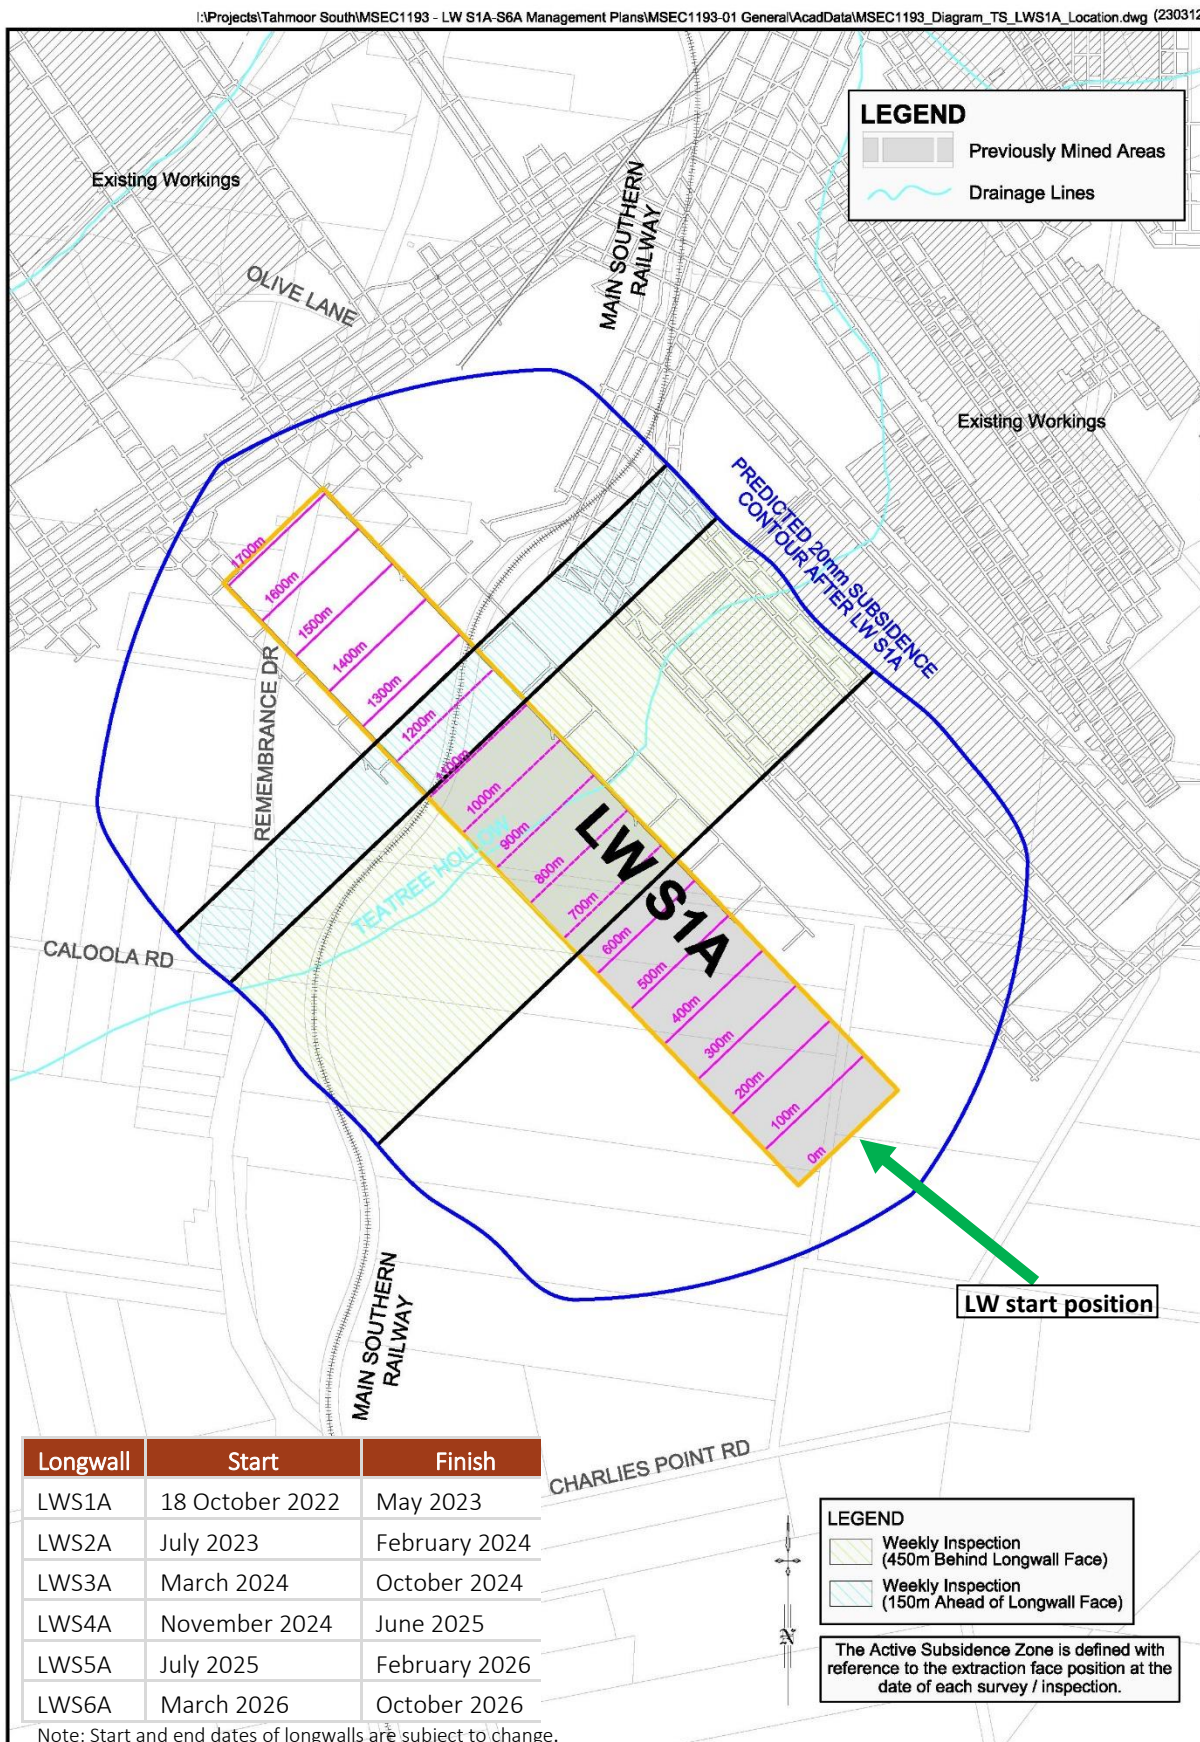 I:\Projects\Tahmoor South\MSEC1193 - LW S1A-S6A Management Plans\MSEC1193-01 General\AcadData\MSEC1193_Diagram_TS_LWS1A_Location.dwg (230312
LEGEND
Previously Mined Areas
Drainage Lines
Existing Workings
OLIVE LANE
MAIN SOUTHERN
RAILWAY
Existing Workings
PREDICTED 20mm SUBSIDENCE
CONTOUR AFTER LW S1A
1700m
1600m
1500m
1400m
1300m
1200m
1100m
1000m
900m
800m
700m
600m
500m
400m
300m
200m
100m
0m
LW S1A
REMEMBRANCE DR
TEATREE HOLLOW
CALOOLA RD
LW start position
MAIN SOUTHERN
RAILWAY
CHARLIES POINT RD
Longwall Start Finish
LWS1A 18 October 2022 May 2023
LWS2A July 2023 February 2024
LWS3A March 2024 October 2024
LWS4A November 2024 June 2025
LWS5A July 2025 February 2026
LWS6A March 2026 October 2026
Note: Start and end dates of longwalls are subject to change.
LEGEND
Weekly Inspection
(450m Behind Longwall Face)
Weekly Inspection
(150m Ahead of Longwall Face)
N
The Active Subsidence Zone is defined with
reference to the extraction face position at the
date of each survey / inspection.